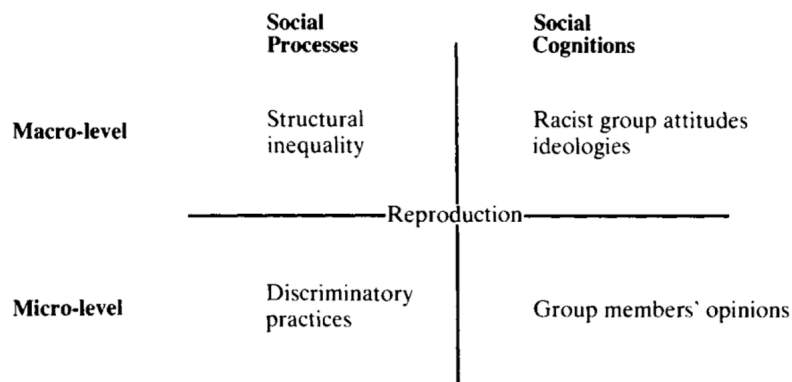 Social
Processes
Social
Cognitions
Macro-level
Structural
inequality
Racist group attitudes
ideologies
Reproduction
Micro-level
Discriminatory
practices
Group members' opinions